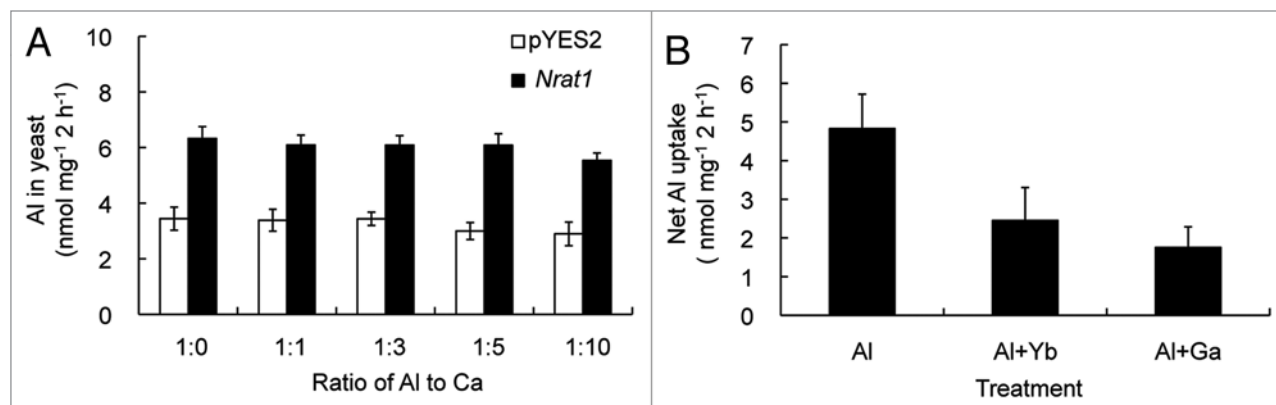 A
10
8
6
4
2
0
Al in yeast
(nmol mg⁻¹ 2 h⁻¹)
pYES2
Nrat1
1:0 1:1 1:3 1:5 1:10
Ratio of Al to Ca
B
7
6
5
4
3
2
1
0
Net Al uptake
( nmol mg⁻¹ 2 h⁻¹)
Al Al+Yb Al+Ga
Treatment